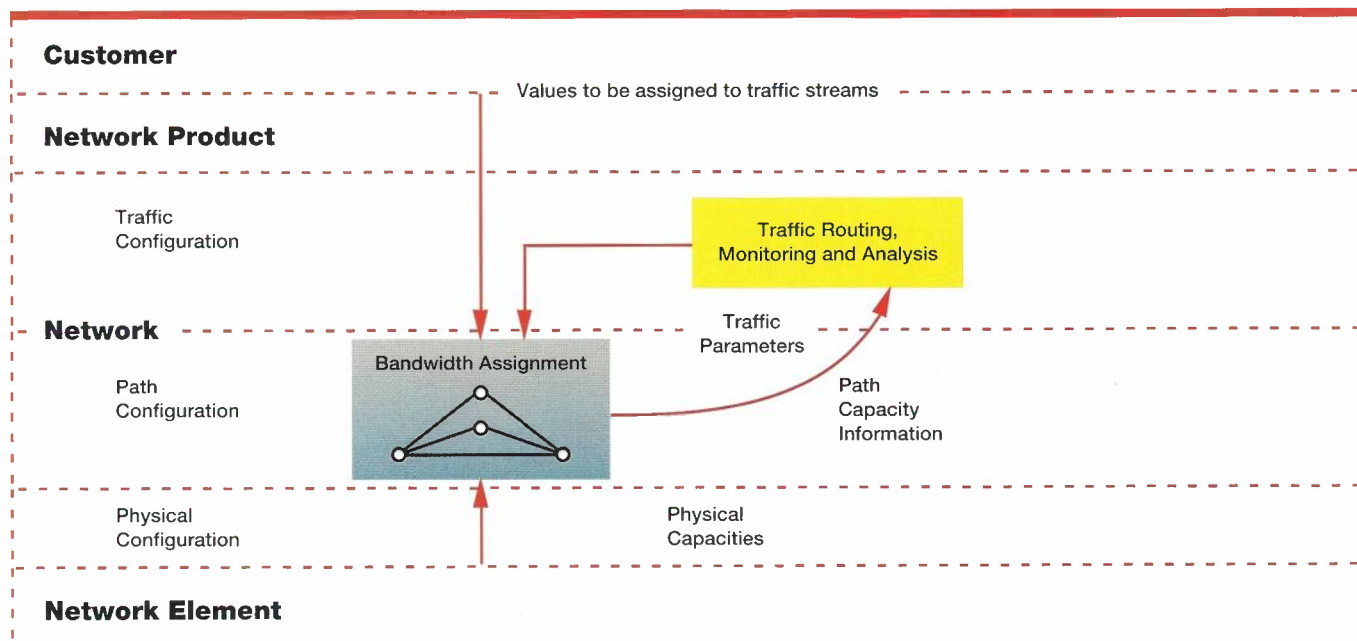 Customer
Values to be assigned to traffic streams
Network Product
Traffic
Configuration
Traffic Routing,
Monitoring and Analysis
Network
Traffic
Parameters
Bandwidth Assignment
Path
Configuration
Path
Capacity
Information
Physical
Configuration
Physical
Capacities
Network Element